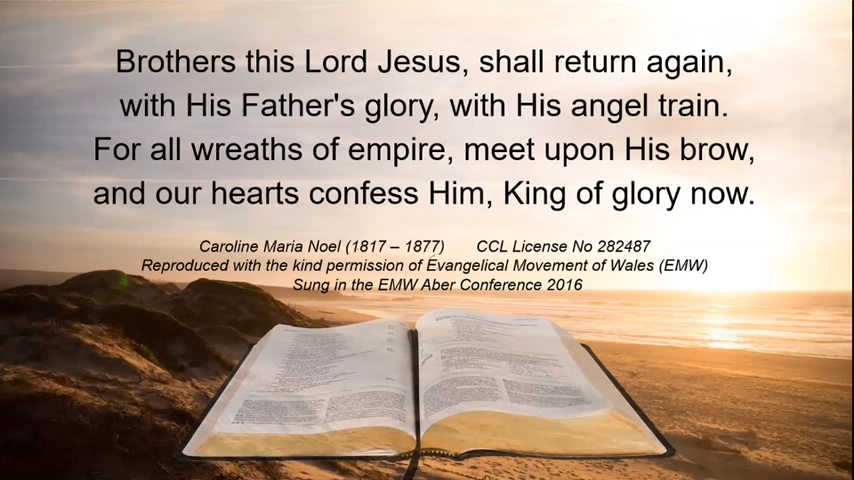 Brothers this Lord Jesus, shall return again,
with His Father's glory, with His angel train.
For all wreaths of empire, meet upon His brow,
and our hearts confess Him, King of glory now.
Caroline Maria Noel (1817 – 1877) CCL License No 282487
Reproduced with the kind permission of Evangelical Movement of Wales (EMW)
Sung in the EMW Aber Conference 2016